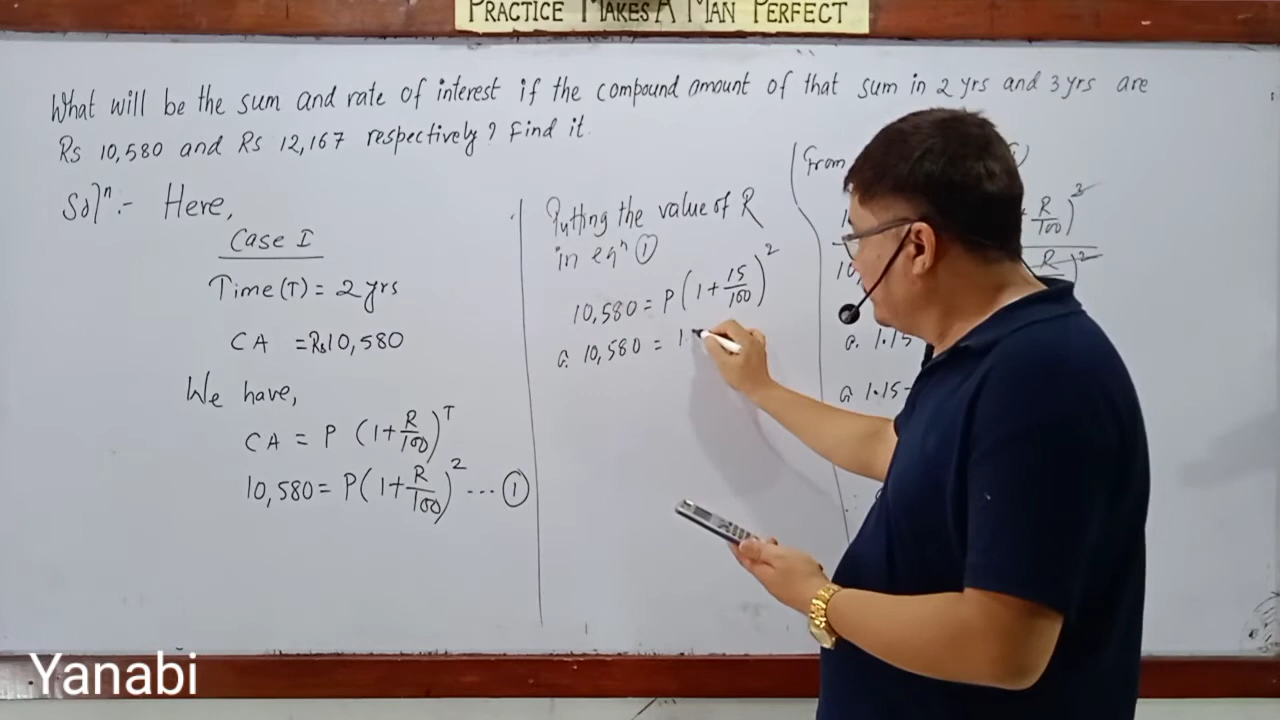 PRACTICE MAKES A MAN PERFECT
What will be the sum and rate of interest if the compound amount of that sum in 2 yrs and 3 yrs are
Rs 10,580 and Rs 12,167 respectively? Find it.
Solⁿ:- Here,
Case I
Time(T) = 2 yrs
CA = Rs 10,580
We have,
CA = P (1+R/100)^T
10,580 = P(1+R/100)^2 ... ①
Putting the value of R
in eqⁿ ①
10,580 = P(1+15/100)^2
a. 10,580 = 1.
From
R/100)^3
R
)^2
a. 1.15
a. 1.15-
Yanabi